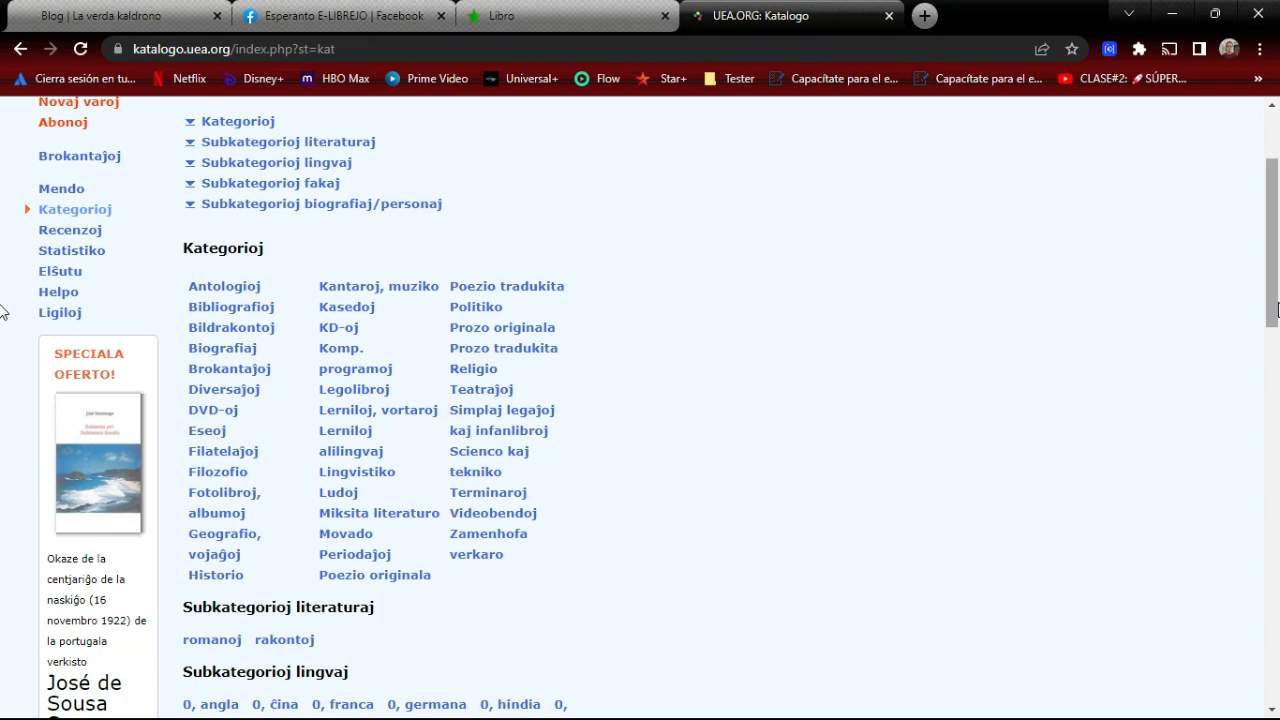 Blog | La verda kaldrono
Esperanto E-LIBREJO | Facebook
Libro
UEA.ORG: Katalogo
katalogo.uea.org/index.php?st=kat
Cierra sesión en tu...
Netflix
Disney+
HBO Max
Prime Video
Universal+
Flow
Star+
Tester
Capacítate para el e...
Capacítate para el e...
CLASE#2: 🚀SÚPER...
»
Novaj varoj
Abonoj
Brokantaĵoj
Mendo
Kategorioj
Recenzoj
Statistiko
Elŝutu
Helpo
Ligiloj
SPECIALA
OFERTO!
Okaze de la
centjariĝo de la
naskiĝo (16
novembro 1922) de
la portugala
verkisto
José de
Sousa
Kategorioj
Subkategorioj literaturaj
Subkategorioj lingvaj
Subkategorioj fakaj
Subkategorioj biografiaj/personaj
Kategorioj
Antologioj
Bibliografioj
Bildrakontoj
Biografiaj
Brokantaĵoj
Diversaĵoj
DVD-oj
Eseoj
Filatelaĵoj
Filozofio
Fotolibroj,
albumoj
Geografio,
vojaĝoj
Historio
Kantaroj, muziko
Kasedoj
KD-oj
Komp.
programoj
Legolibroj
Lerniloj, vortaroj
Lerniloj
alilingvaj
Lingvistiko
Ludoj
Miksita literaturo
Movado
Periodaĵoj
Poezio originala
Poezio tradukita
Politiko
Prozo originala
Prozo tradukita
Religio
Teatraĵoj
Simplaj legaĵoj
kaj infanlibroj
Scienco kaj
tekniko
Terminaroj
Videobendoj
Zamenhofa
verkaro
Subkategorioj literaturaj
romanoj rakontoj
Subkategorioj lingvaj
0, angla 0, ĉina 0, franca 0, germana 0, hindia 0,